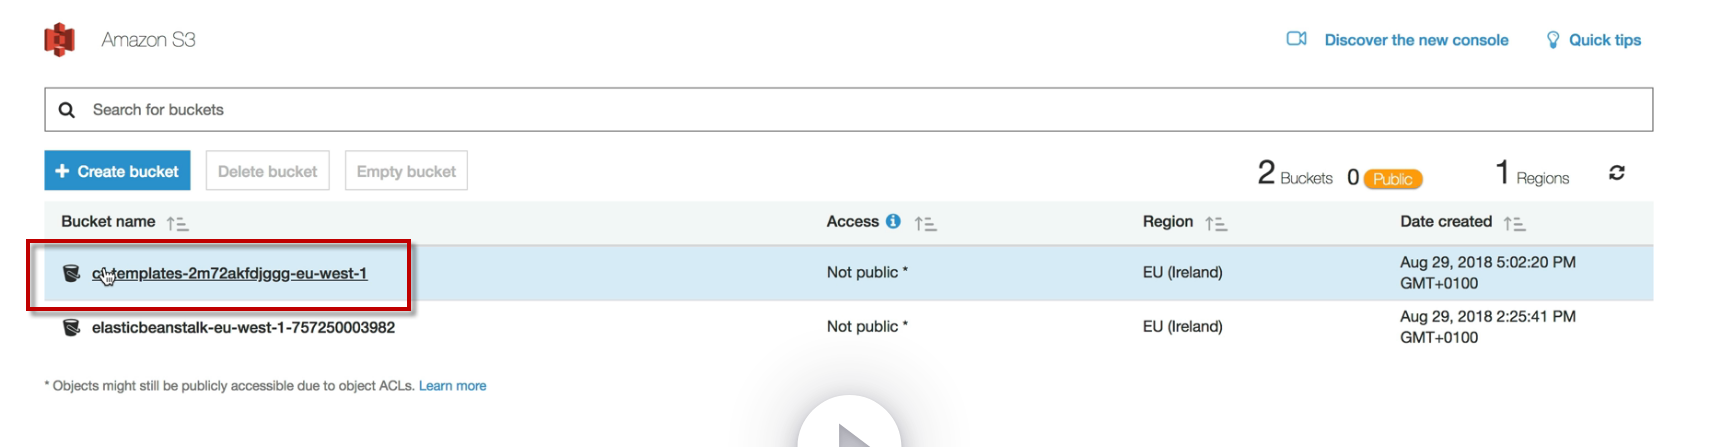 Amazon S3
Discover the new console
Quick tips
Search for buckets
Create bucket
Delete bucket
Empty bucket
2 Buckets 0 Public
1 Regions
Bucket name
Access
Region
Date created
templates-2m72akfdjggg-eu-west-1
Not public *
EU (Ireland)
Aug 29, 2018 5:02:20 PM
GMT+0100
elasticbeanstalk-eu-west-1-757250003982
Not public *
EU (Ireland)
Aug 29, 2018 2:25:41 PM
GMT+0100
* Objects might still be publicly accessible due to object ACLs. Learn more